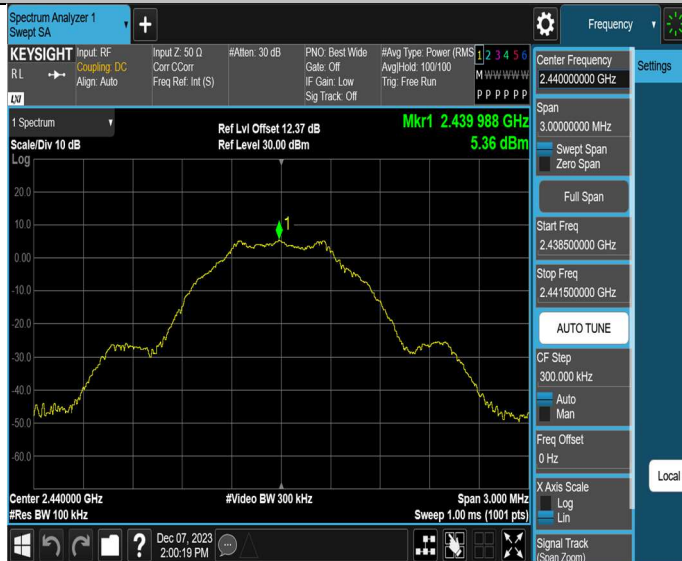 Spectrum Analyzer 1
Swept SA
+
Frequency
KEYSIGHT
RL
LXI
Input: RF
Coupling: DC
Align: Auto
Input Z: 50 Ω
Corr CCorr
Freq Ref: Int (S)
#Atten: 30 dB
PNO: Best Wide
Gate: Off
IF Gain: Low
Sig Track: Off
#Avg Type: Power (RMS
Avg|Hold: 100/100
Trig: Free Run
1 2 3 4 5 6
M W W W W W
P P P P P P
1 Spectrum
Scale/Div 10 dB
Ref Lvl Offset 12.37 dB
Ref Level 30.00 dBm
Mkr1 2.439 988 GHz
5.36 dBm
Log
20.0
10.0
0.00
-10.0
-20.0
-30.0
-40.0
-50.0
-60.0
1
Center 2.440000 GHz
#Res BW 100 kHz
#Video BW 300 kHz
Span 3.000 MHz
Sweep 1.00 ms (1001 pts)
Center Frequency
2.440000000 GHz
Settings
Span
3.00000000 MHz
Swept Span
Zero Span
Full Span
Start Freq
2.438500000 GHz
Stop Freq
2.441500000 GHz
AUTO TUNE
CF Step
300.000 kHz
Auto
Man
Freq Offset
0 Hz
X Axis Scale
Log
Lin
Local
Signal Track
(Span Zoom)
?
Dec 07, 2023
2:00:19 PM